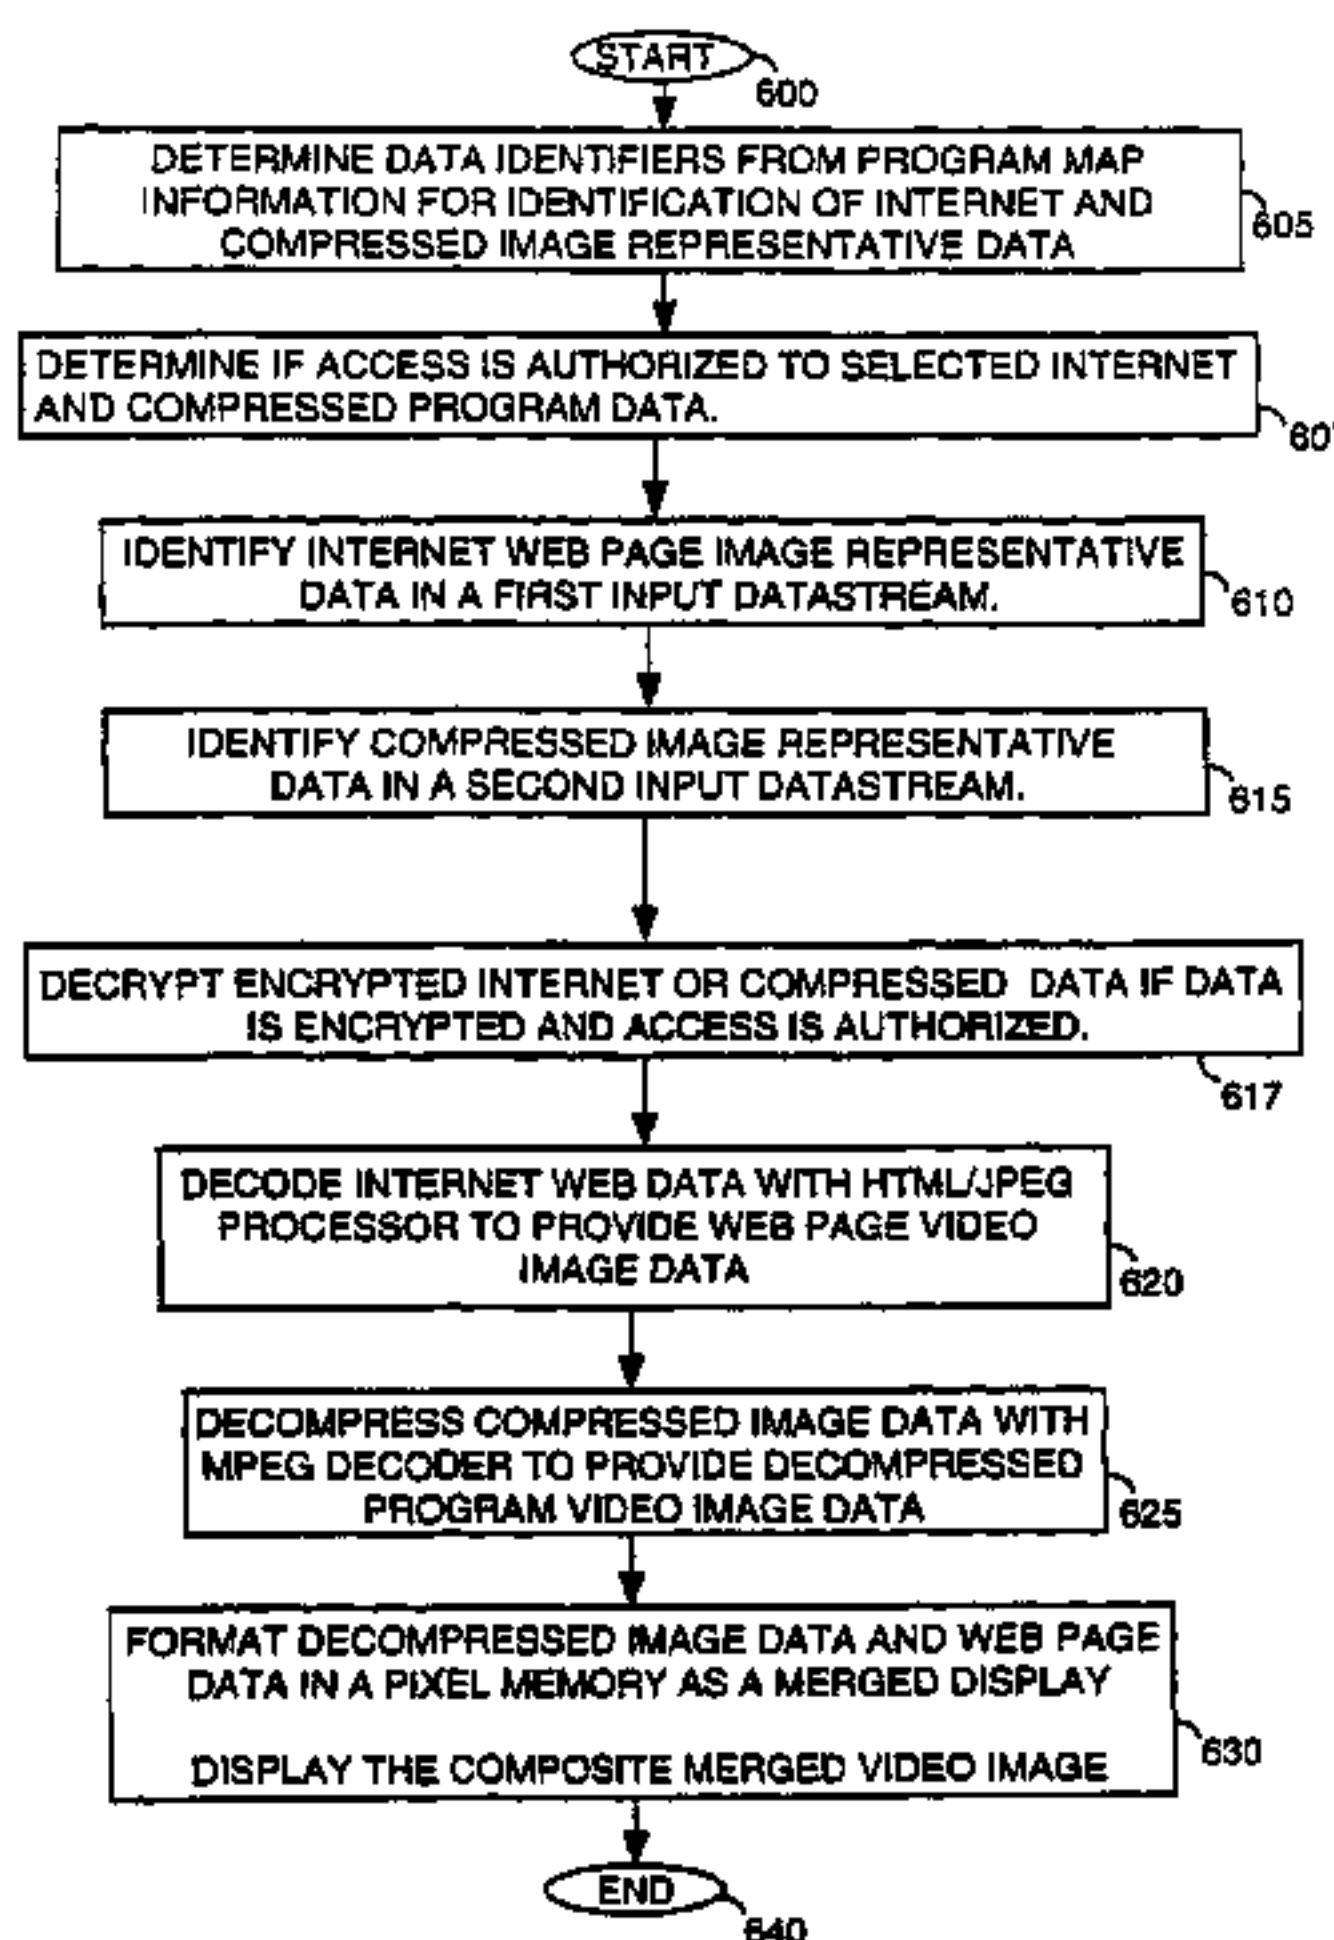 START
600
DETERMINE DATA IDENTIFIERS FROM PROGRAM MAP
INFORMATION FOR IDENTIFICATION OF INTERNET AND
COMPRESSED IMAGE REPRESENTATIVE DATA
605
DETERMINE IF ACCESS IS AUTHORIZED TO SELECTED INTERNET
AND COMPRESSED PROGRAM DATA.
IDENTIFY INTERNET WEB PAGE IMAGE REPRESENTATIVE
DATA IN A FIRST INPUT DATASTREAM.
610
IDENTIFY COMPRESSED IMAGE REPRESENTATIVE
DATA IN A SECOND INPUT DATASTREAM.
615
DECRYPT ENCRYPTED INTERNET OR COMPRESSED DATA IF DATA
IS ENCRYPTED AND ACCESS IS AUTHORIZED.
617
DECODE INTERNET WEB DATA WITH HTML/JPEG
PROCESSOR TO PROVIDE WEB PAGE VIDEO
IMAGE DATA
620
DECOMPRESS COMPRESSED IMAGE DATA WITH
MPEG DECODER TO PROVIDE DECOMPRESSED
PROGRAM VIDEO IMAGE DATA
625
FORMAT DECOMPRESSED IMAGE DATA AND WEB PAGE
DATA IN A PIXEL MEMORY AS A MERGED DISPLAY
DISPLAY THE COMPOSITE MERGED VIDEO IMAGE
630
END
640